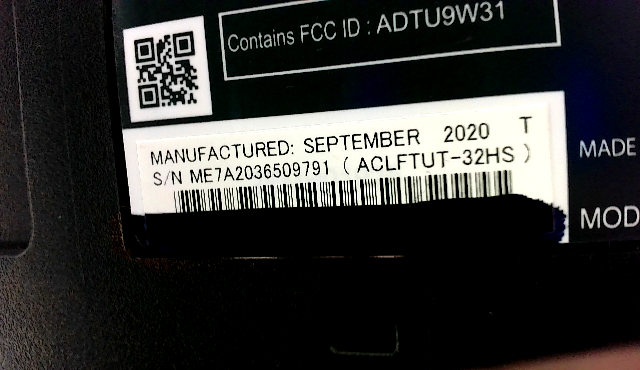 Contains FCC ID : ADTU9W31
MANUFACTURED: SEPTEMBER 2020 T
S/N ME7A2036509791 ( ACLFTUT-32HS )
MADE
MOD